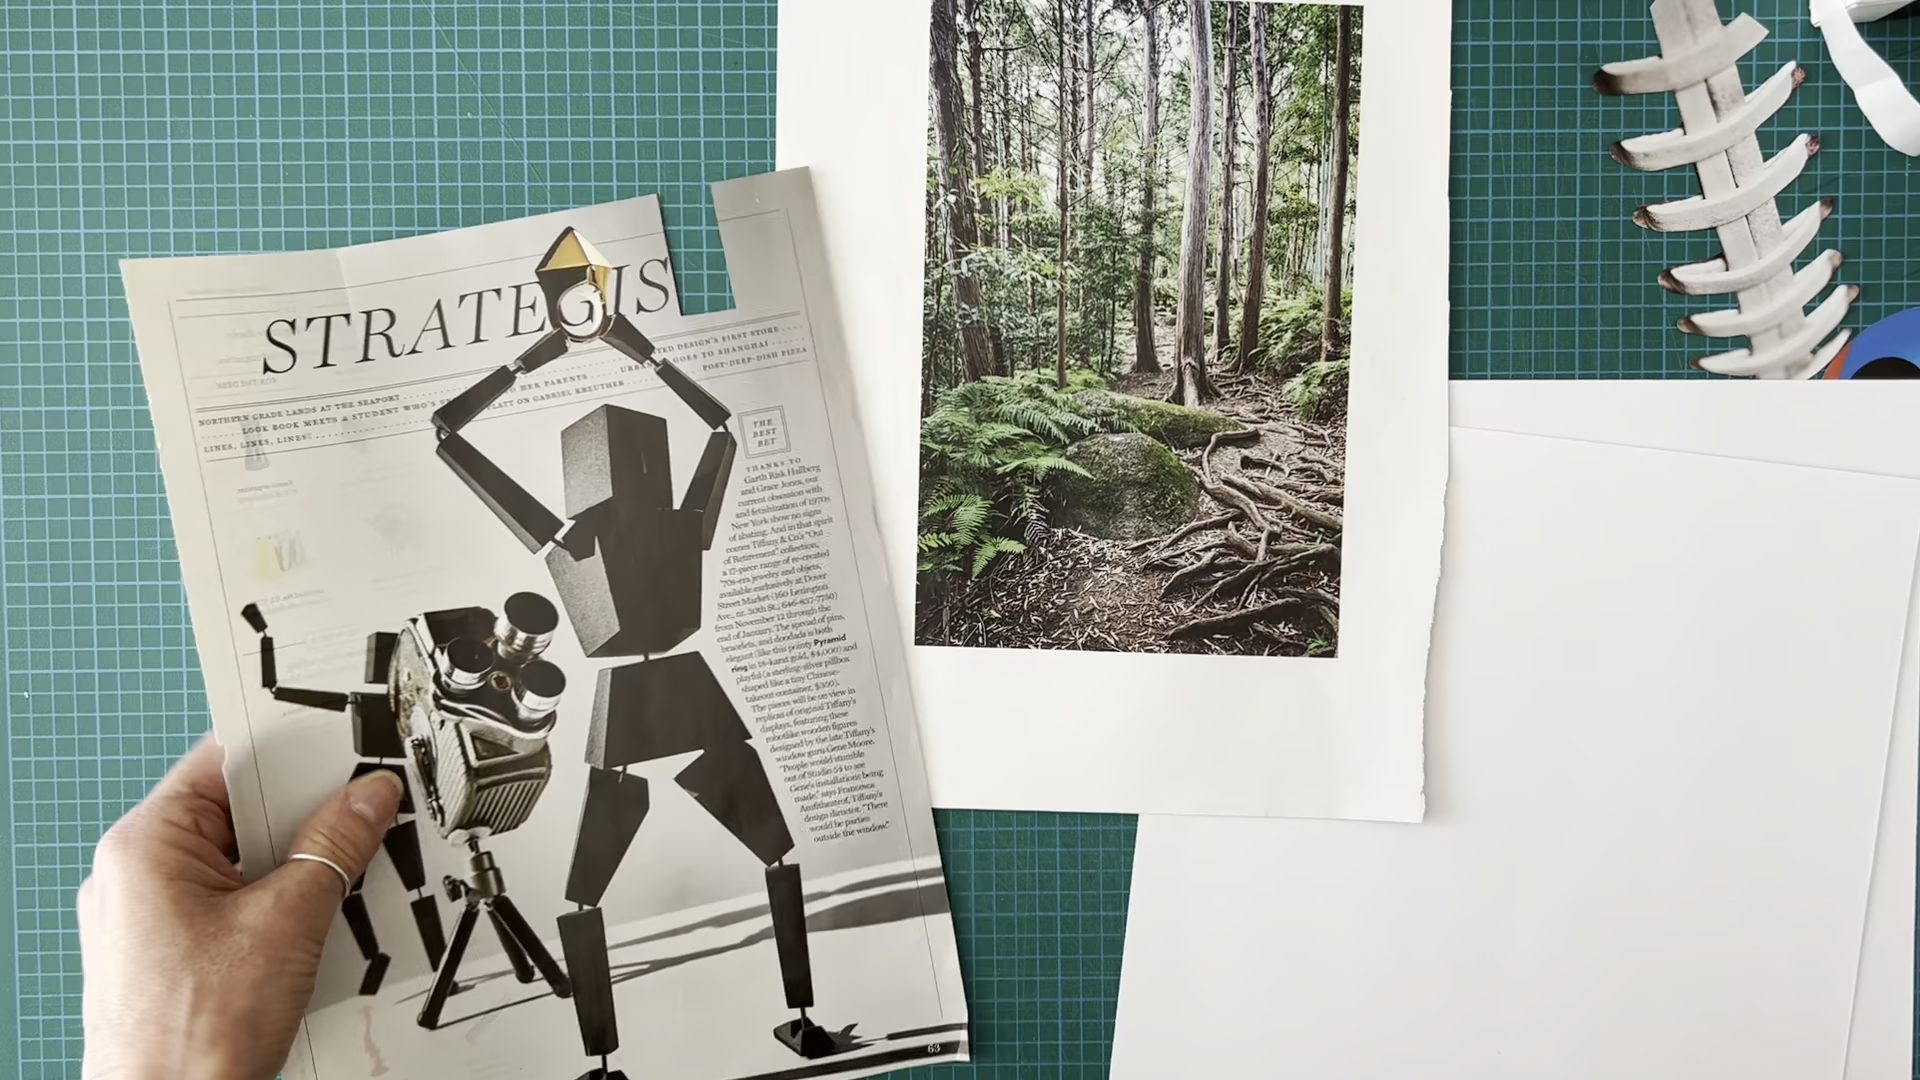 STRATEGIS
TED DESIGN'S FIRST STORE
O HER PARENTS URBAN GOES TO SHANGHAI
NORTHERN GRADE LANDS AT THE SEAPORT
LOOK BOOK MEETS A STUDENT WHO'S PLATT ON GABRIEL KREUTHER POST-DEEP-DISH PIZZA
LINES, LINES, LINES!
THE
BEST
BET
THANKS TO
Garth Risk Hallberg
and Grace Jones, our
current obsession with
and fetishization of 1970s
New York show no signs
of abating. And in that spirit
comes Tiffany & Co.'s "Out
of Retirement" collection,
a 17-piece range of re-created
'70s-era jewelry and objets,
available exclusively at Dover
Street Market (160 Lexington
Ave., nr. 30th St.; 646-837-7750)
from November 12 through the
end of January. The spread of pins,
bracelets, and doodads is both
elegant (like this pointy Pyramid
ring in 18-karat gold, $4,000) and
playful (a sterling-silver pillbox
shaped like a tiny Chinese-
takeout container, $350).
The pieces will be on view in
replicas of original Tiffany's
displays, featuring these
robotlike wooden figures
designed by the late Tiffany's
window guru Gene Moore.
"People would stumble
out of Studio 54 to see
Gene's installations being
made," says Francesca
Amfitheatrof, Tiffany's
design director. "There
would be parties
outside the window."
63